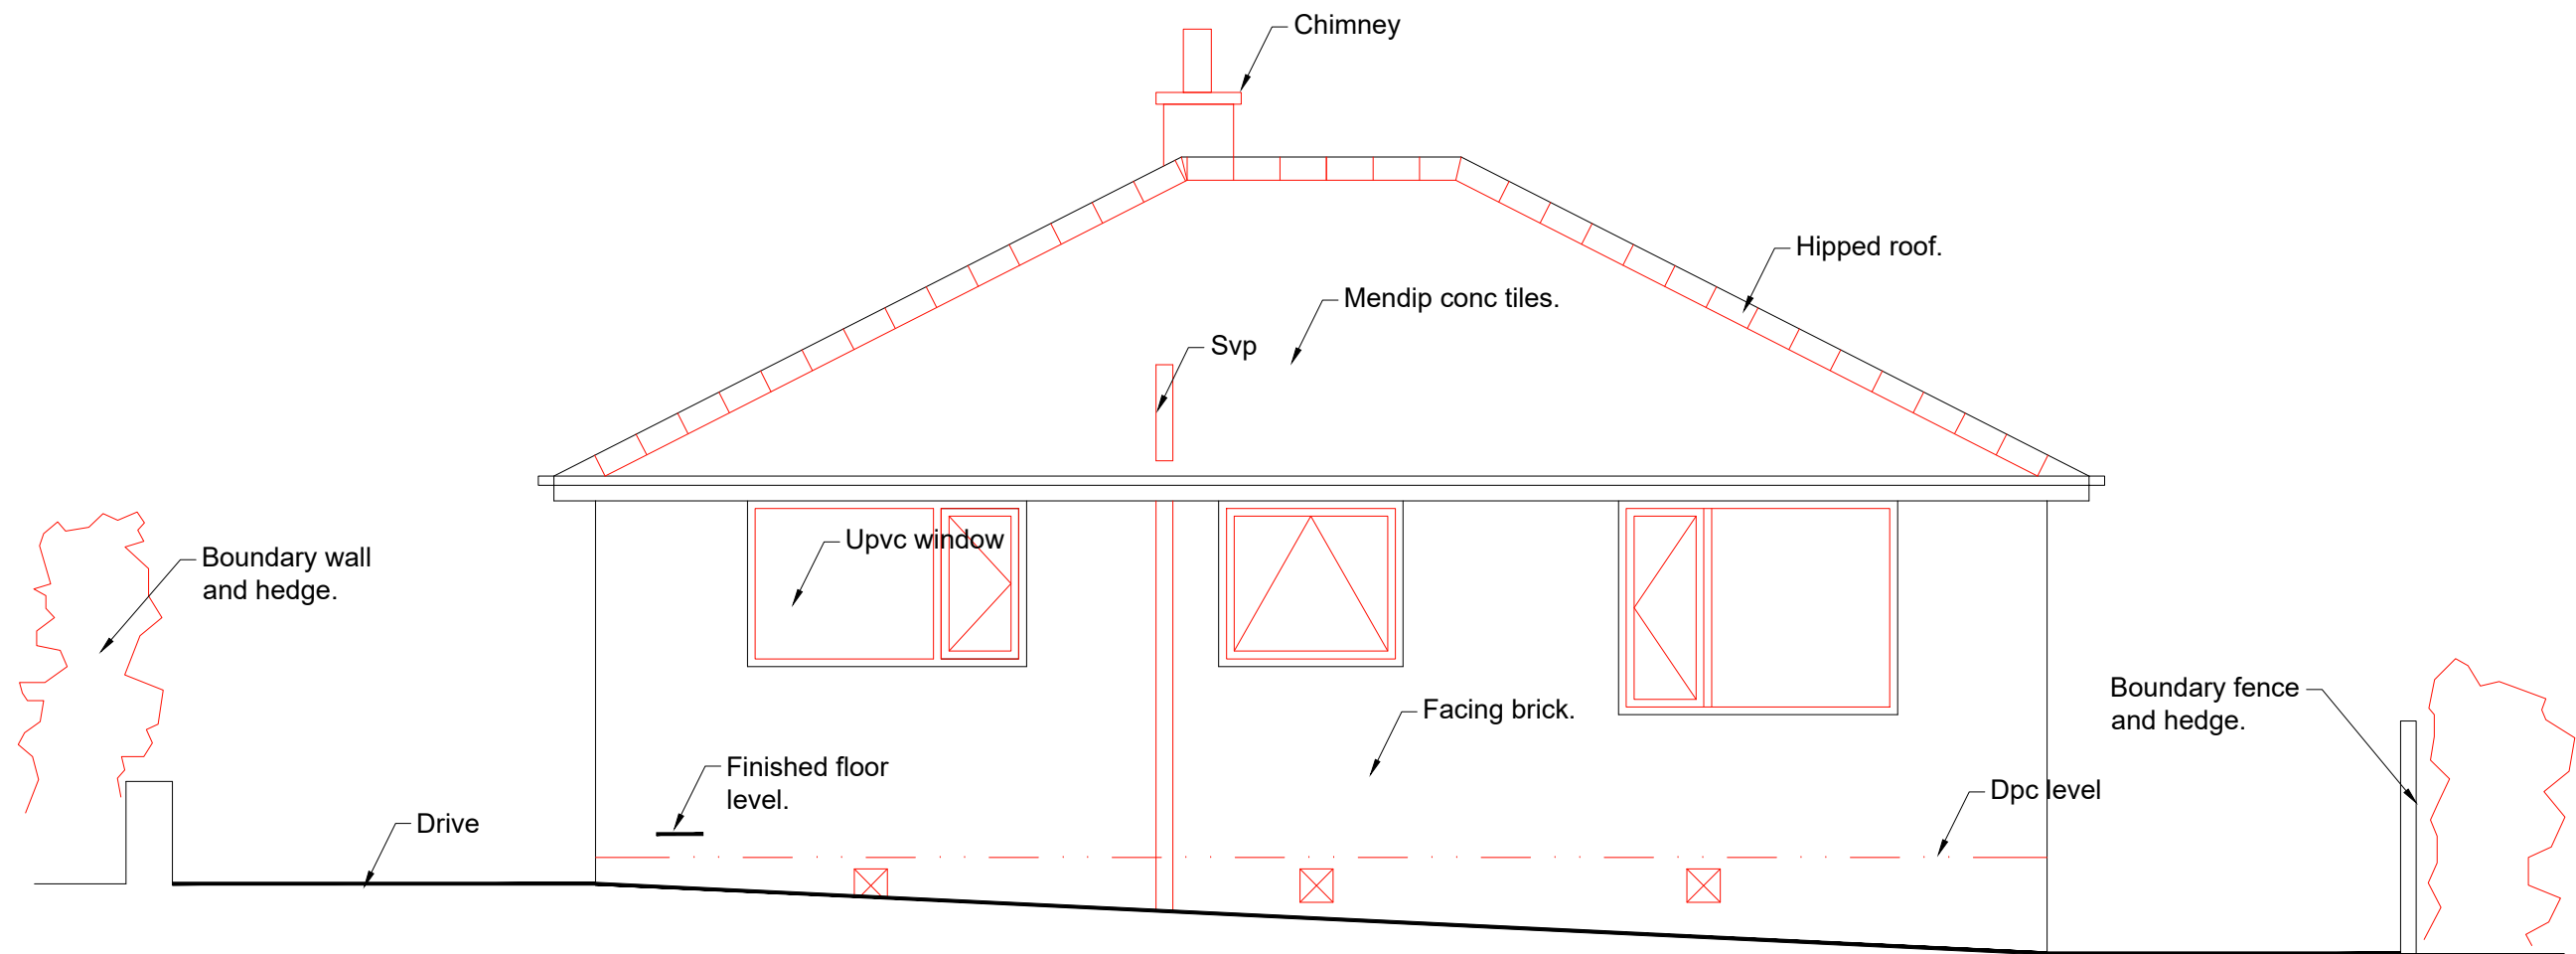 Chimney
Hipped roof.
Mendip conc tiles.
Svp
Upvc window
Boundary wall
and hedge.
Boundary fence
and hedge.
Facing brick.
Finished floor
level.
Dpc level
Drive